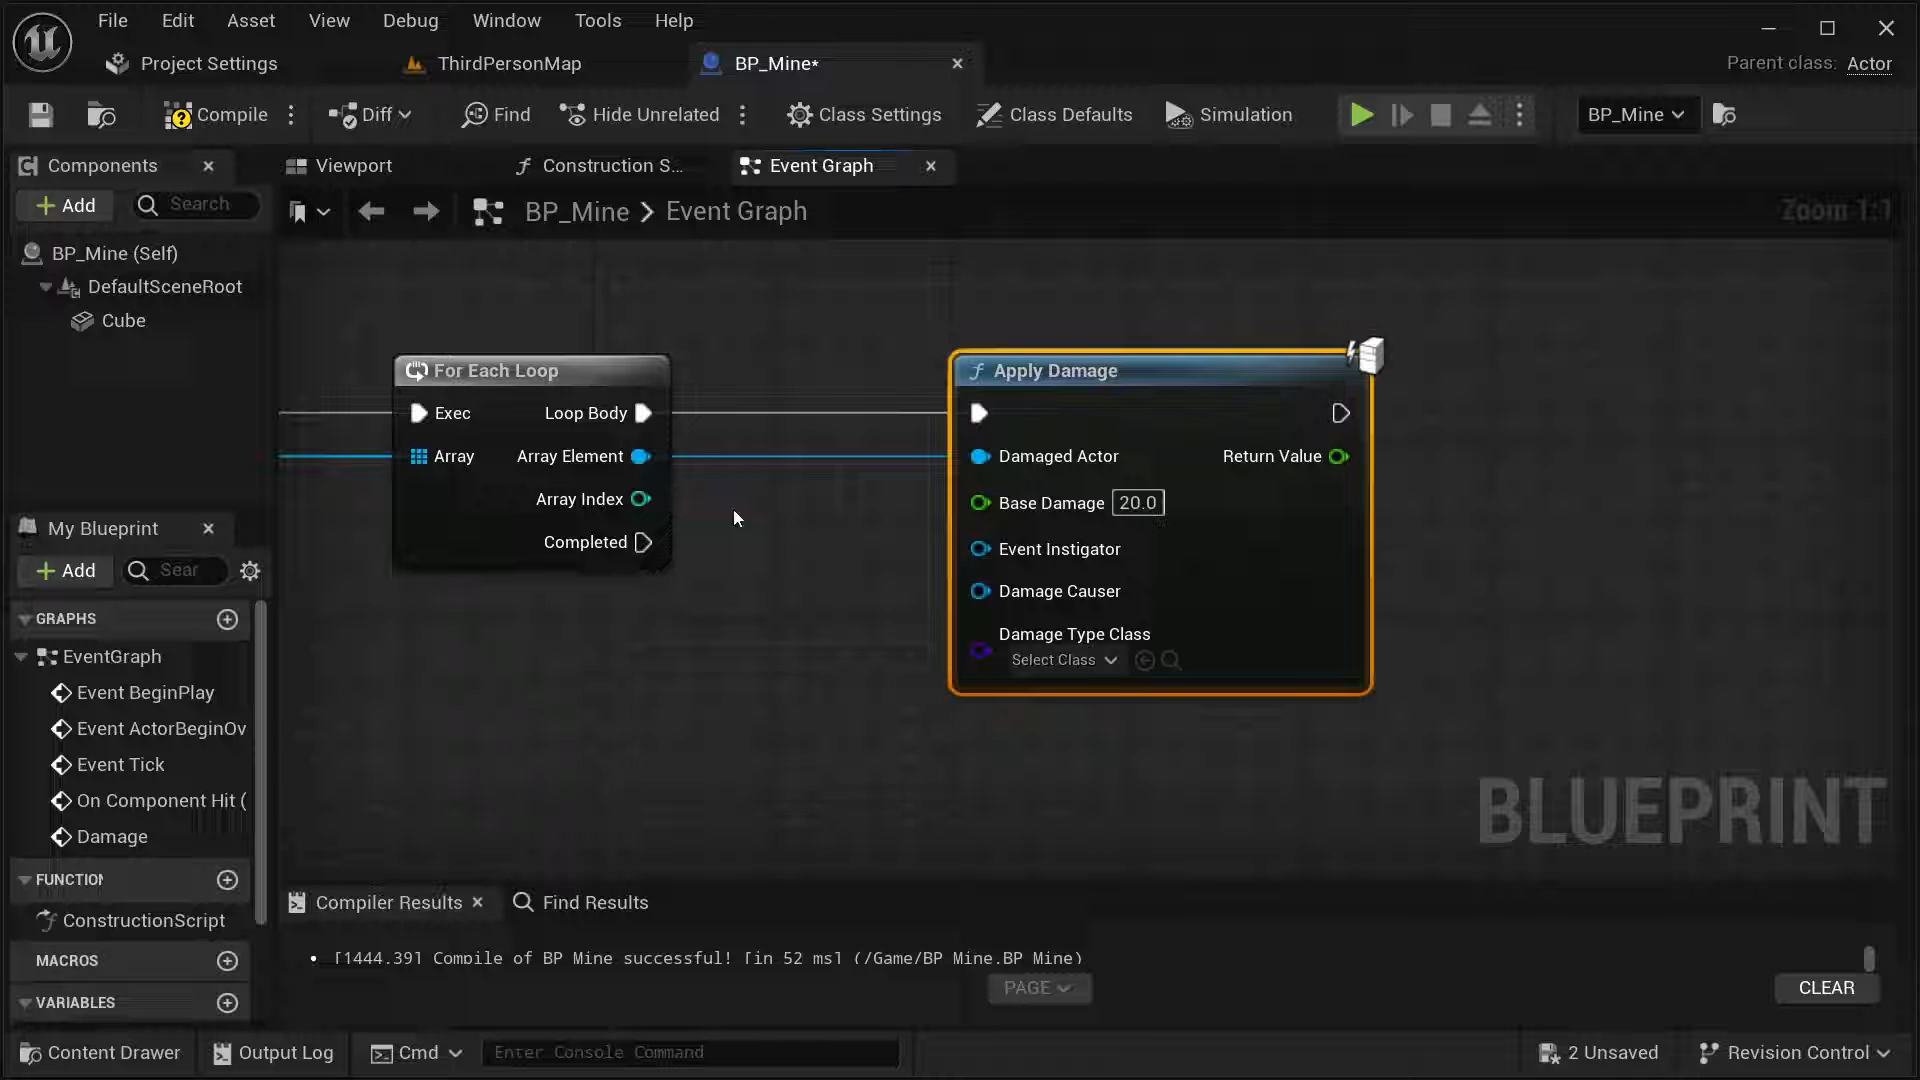 File Edit Asset View Debug Window Tools Help
Project Settings ThirdPersonMap BP_Mine*
Parent class: Actor
Compile Diff Find Hide Unrelated Class Settings Class Defaults Simulation BP_Mine
Components Viewport Construction S... Event Graph
Add Search
BP_Mine > Event Graph
Zoom 1:1
BP_Mine (Self)
DefaultSceneRoot
Cube
For Each Loop
Exec Loop Body
Array Array Element
Array Index
Completed
Apply Damage
Damaged Actor Return Value
Base Damage 20.0
Event Instigator
Damage Causer
Damage Type Class
Select Class
My Blueprint
Add Sear
GRAPHS
EventGraph
Event BeginPlay
Event ActorBeginOv
Event Tick
On Component Hit (
Damage
FUNCTION
ConstructionScript
MACROS
VARIABLES
BLUEPRINT
Compiler Results Find Results
[1444.39] Compile of BP_Mine successful! [in 52 ms] (/Game/BP_Mine.BP_Mine)
PAGE CLEAR
Content Drawer Output Log Cmd Enter Console Command 2 Unsaved Revision Control